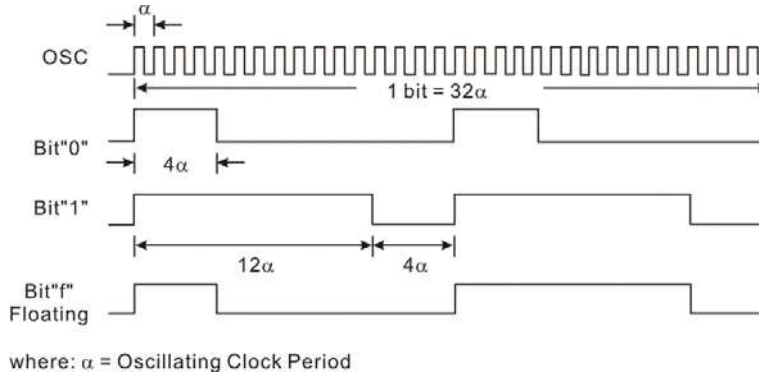 α
OSC
1 bit = 32α
Bit"0"
4α
Bit"1"
12α
4α
Bit"f"
Floating
where: α = Oscillating Clock Period